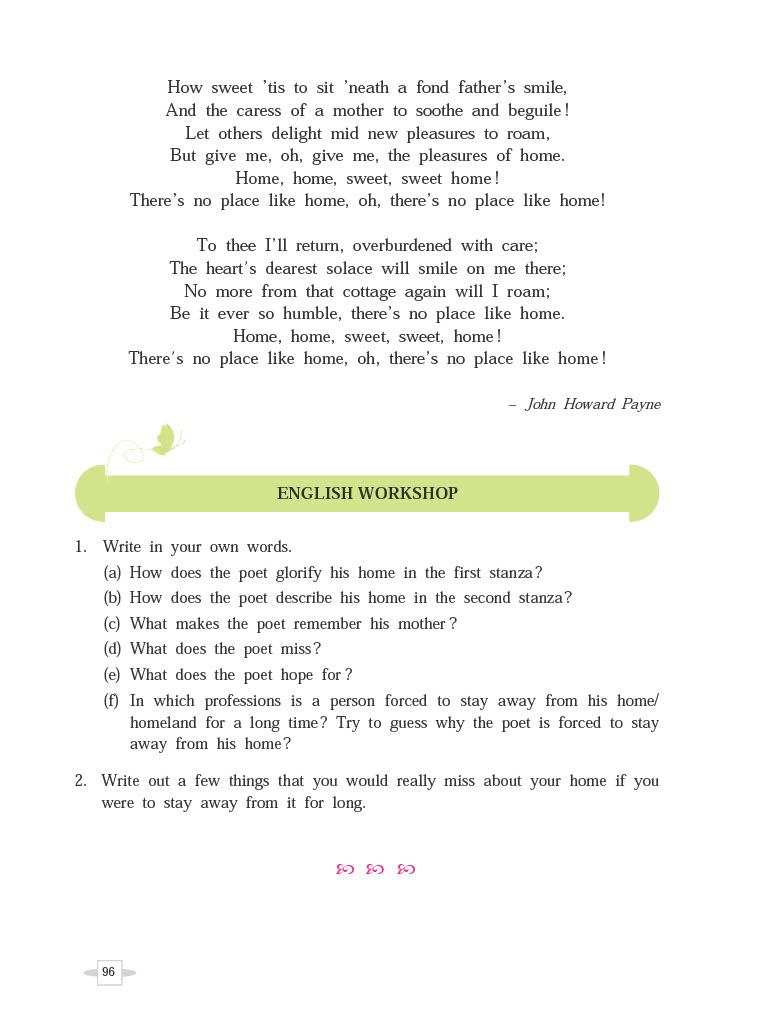 How sweet ’tis to sit ’neath a fond father’s smile,
And the caress of a mother to soothe and beguile!
Let others delight mid new pleasures to roam,
But give me, oh, give me, the pleasures of home.
Home, home, sweet, sweet home!
There’s no place like home, oh, there’s no place like home!
To thee I’ll return, overburdened with care;
The heart’s dearest solace will smile on me there;
No more from that cottage again will I roam;
Be it ever so humble, there’s no place like home.
Home, home, sweet, sweet, home!
There’s no place like home, oh, there’s no place like home!
– John Howard Payne
ENGLISH WORKSHOP
1. Write in your own words.
(a) How does the poet glorify his home in the first stanza?
(b) How does the poet describe his home in the second stanza?
(c) What makes the poet remember his mother?
(d) What does the poet miss?
(e) What does the poet hope for?
(f) In which professions is a person forced to stay away from his home/
homeland for a long time? Try to guess why the poet is forced to stay
away from his home?
2. Write out a few things that you would really miss about your home if you
were to stay away from it for long.
96